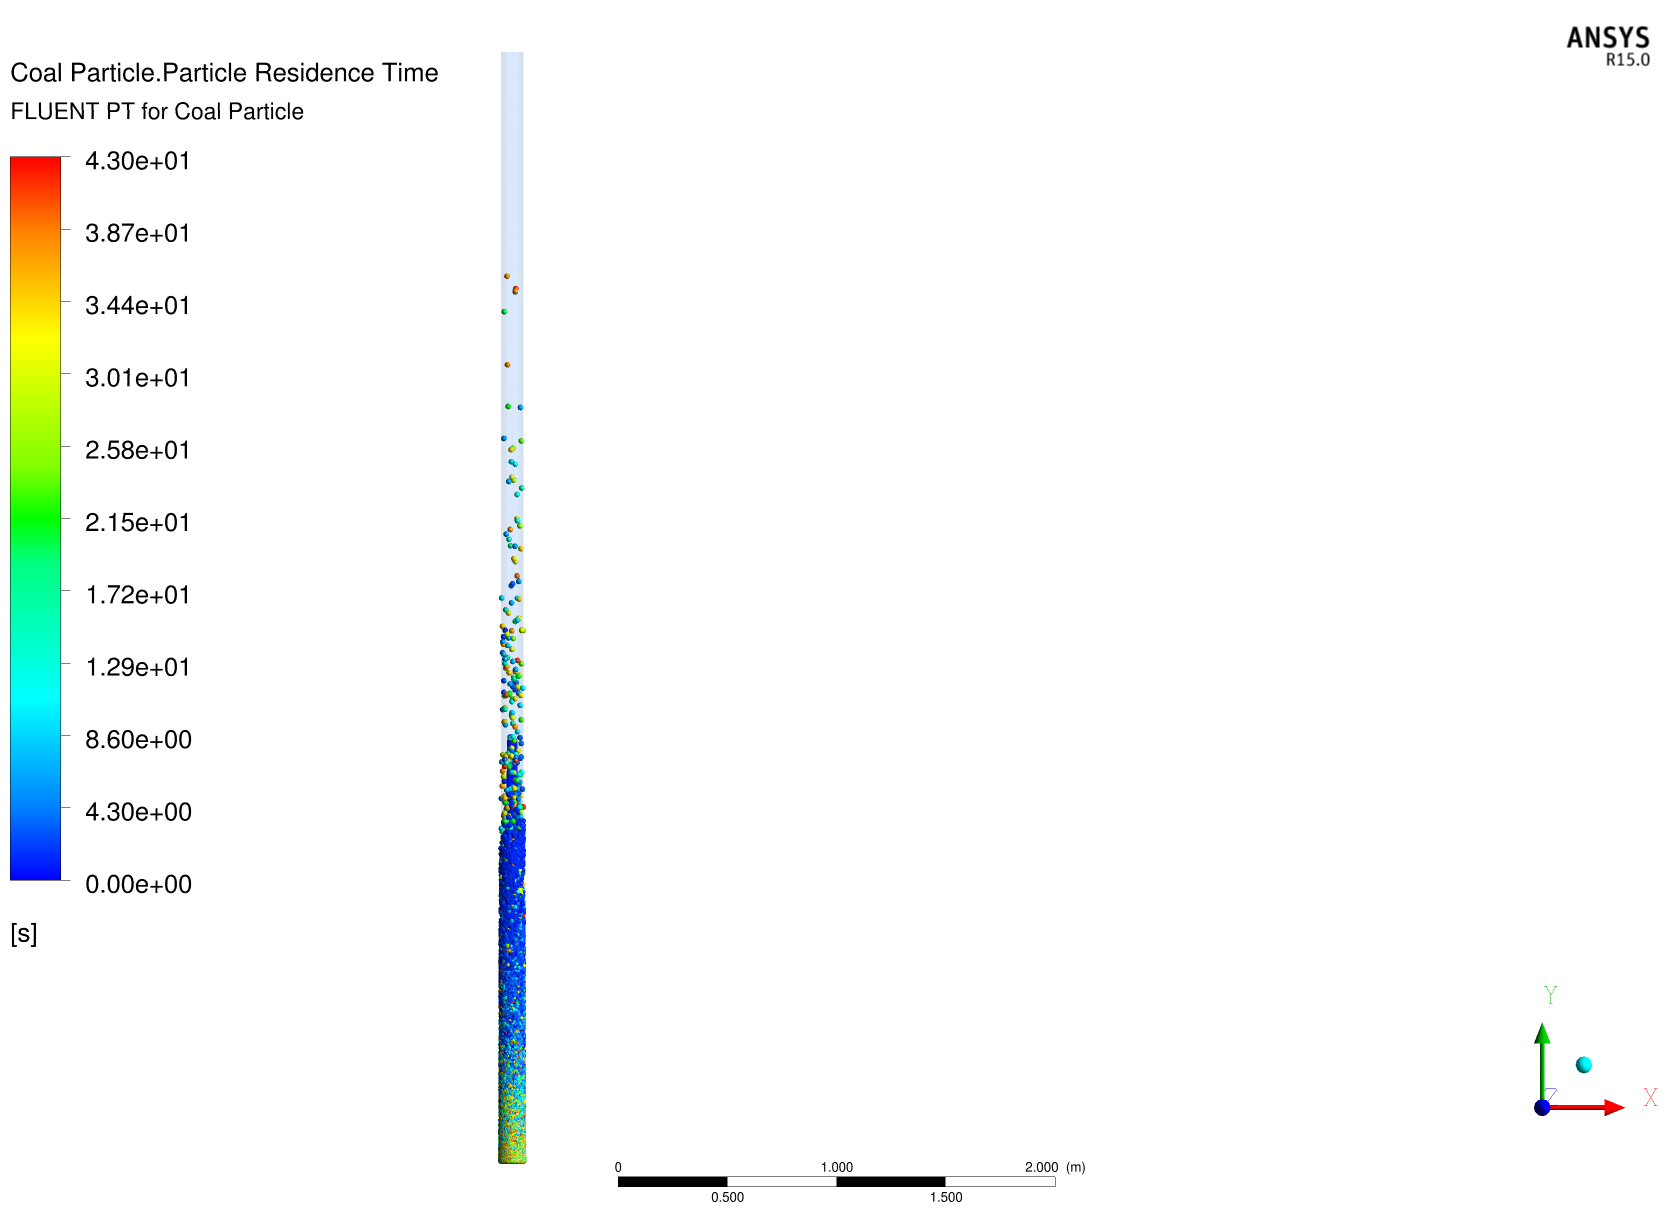 ANSYS
R15.0
Coal Particle.Particle Residence Time
FLUENT PT for Coal Particle
4.30e+01
3.87e+01
3.44e+01
3.01e+01
2.58e+01
2.15e+01
1.72e+01
1.29e+01
8.60e+00
4.30e+00
0.00e+00
[s]
Y
Z
X
0 1.000 2.000 (m)
0.500 1.500